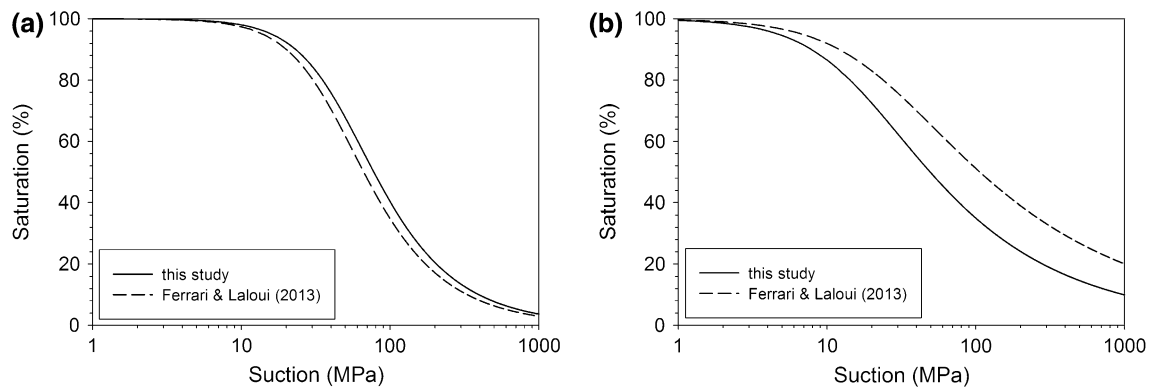 (a)
100
80
60
40
20
0
Saturation (%)
this study
Ferrari & Laloui (2013)
1 10 100 1000
Suction (MPa)
(b)
100
80
60
40
20
0
Saturation (%)
this study
Ferrari & Laloui (2013)
1 10 100 1000
Suction (MPa)